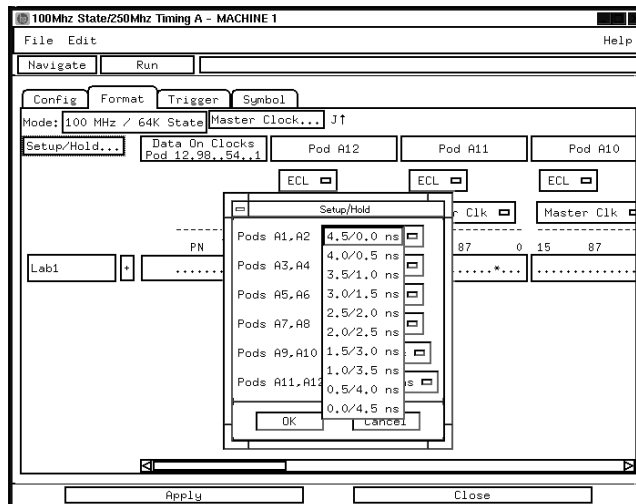 100Mhz State/250Mhz Timing A - MACHINE 1
File Edit Help
Navigate Run
Config Format Trigger Symbol
Mode: 100 MHz / 64K State Master Clock... J↑
Setup/Hold... Data On Clocks Pod A12 Pod A11 Pod A10
Pod 12.98..54..1
ECL ECL ECL
Setup/Hold
r Clk Master Clk
Pods A1,A2 4.5/0.0 ns
4.0/0.5 ns
PN 87 0 15 87
Pods A3,A4
3.5/1.0 ns
Lab1 + ...... .*... ............
Pods A5,A6 3.0/1.5 ns
2.5/2.0 ns
Pods A7,A8
2.0/2.5 ns
Pods A9,A10 1.5/3.0 ns
1.0/3.5 ns
Pods A11,A12 ns
0.5/4.0 ns
0.0/4.5 ns
OK Cancel
Apply Close